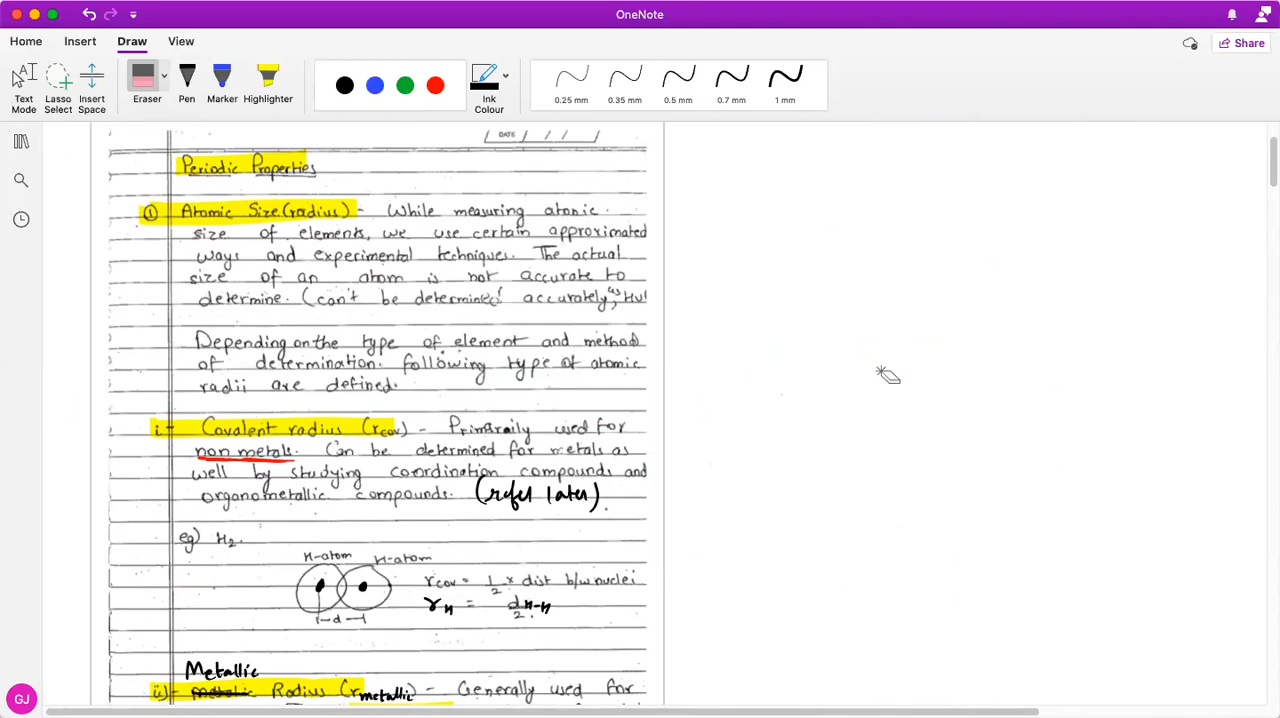 OneNote
Home Insert Draw View
Share
Text Mode
Lasso Select
Insert Space
Eraser
Pen
Marker
Highlighter
Ink Colour
0.25 mm
0.35 mm
0.5 mm
0.7 mm
1 mm
DATE / /
Periodic Properties
① Atomic Size(radius) - While measuring atomic
size of elements, we use certain approximated
ways and experimental techniques. The actual
size of an atom is not accurate to
determine. (can't be determined accurately,
Depending on the type of element and method
of determination. following type of atomic
radii are defined.
i- Covalent radius (rcov) - Primaraily used for
non metals. Can be determined for metals as
well by studying coordination compounds and
organometallic compounds. (refer later).
eg) H2.
H-atom H-atom
rcov = 1/2 x dist b/w nuclei
rH = dH-H/2.
d
Metallic
ii)- Radius (rmetallic) - Generally used for
GJ